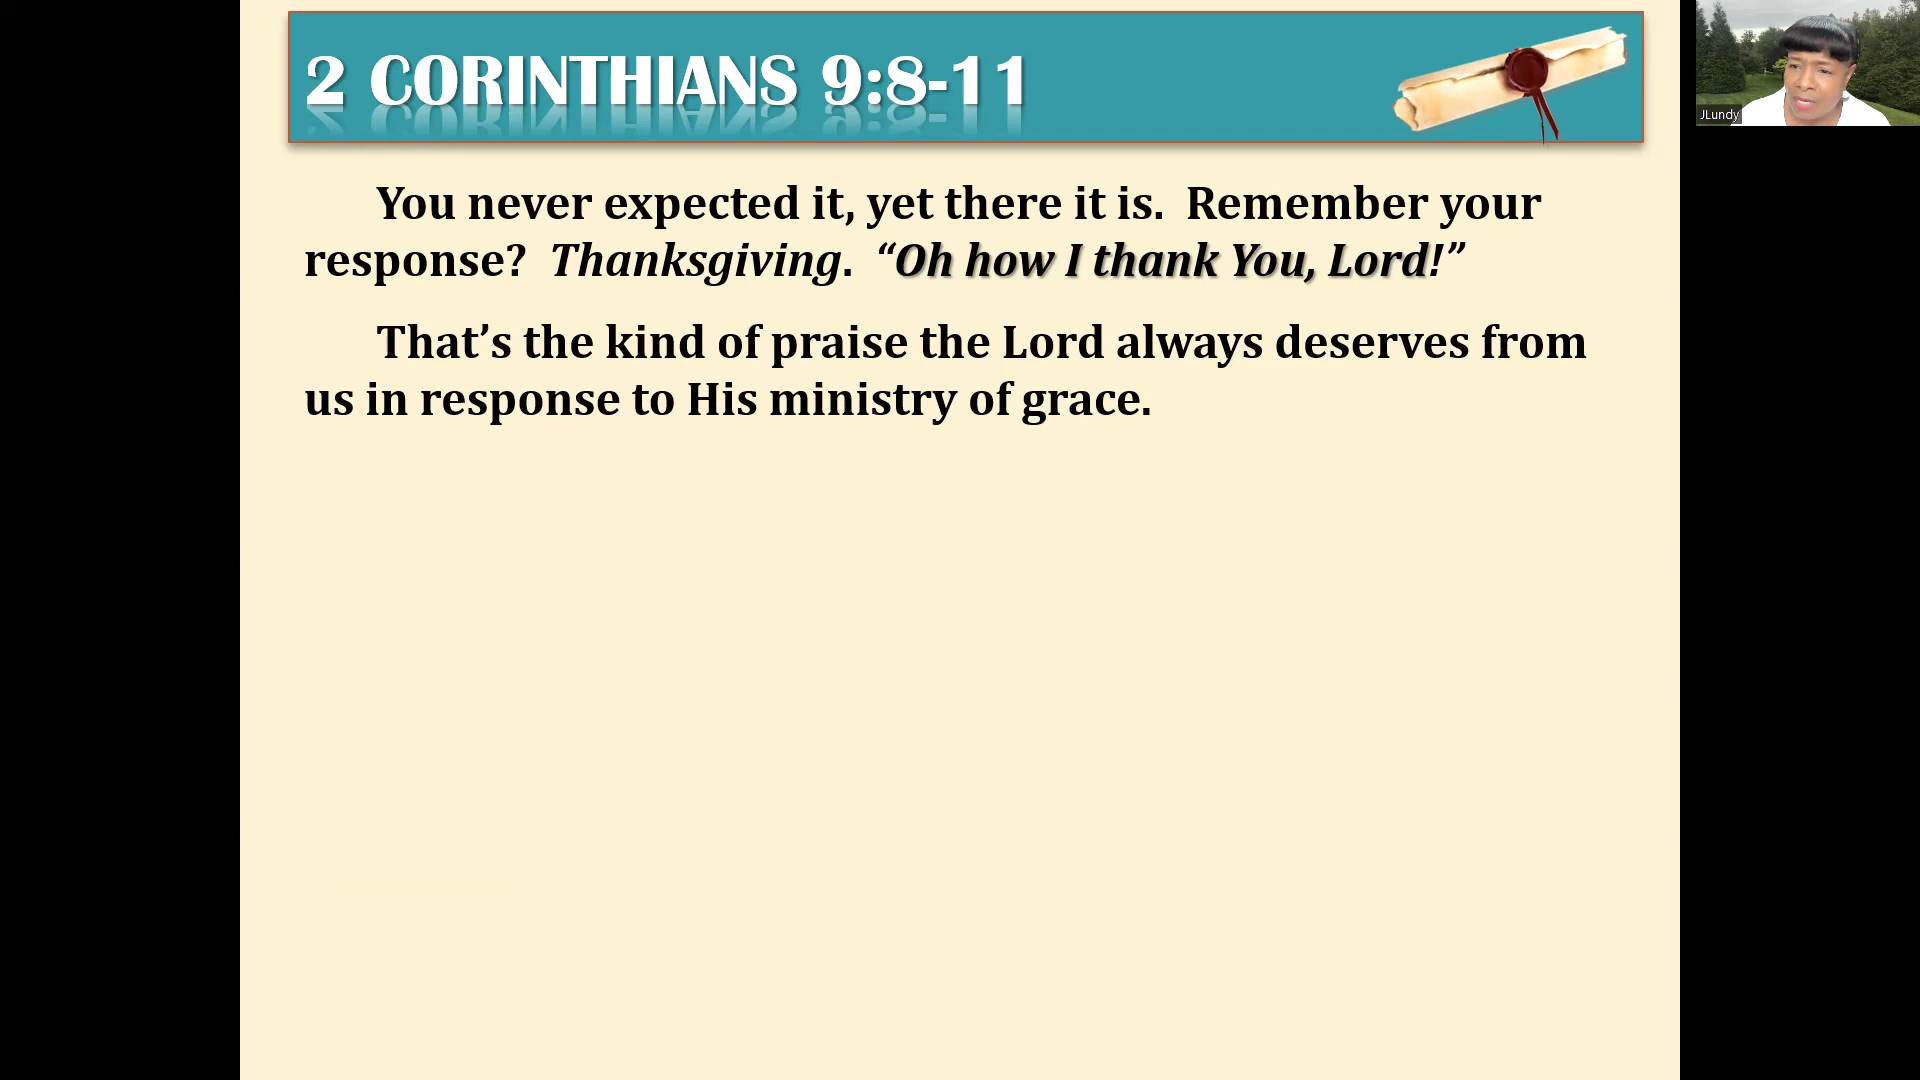 2 CORINTHIANS 9:8-11
JLundy
You never expected it, yet there it is.  Remember your
response?  Thanksgiving.  “Oh how I thank You, Lord!”
That’s the kind of praise the Lord always deserves from
us in response to His ministry of grace.